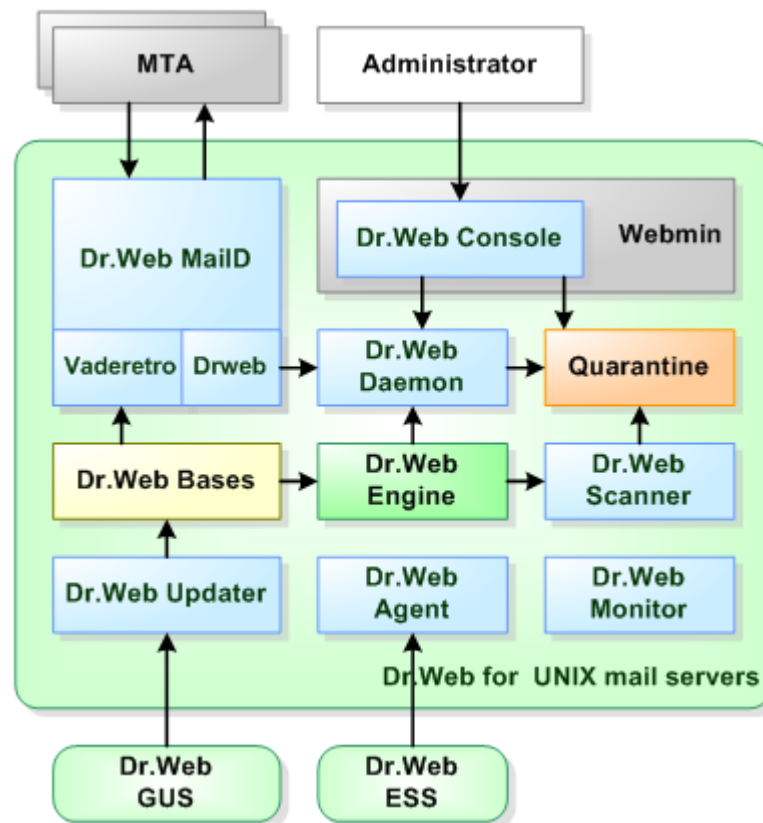 MTA
Administrator
Dr.Web MailD
Dr.Web Console
Webmin
Vaderetro
Drweb
Dr.Web
Daemon
Quarantine
Dr.Web Bases
Dr.Web
Engine
Dr.Web
Scanner
Dr.Web Updater
Dr.Web
Agent
Dr.Web
Monitor
Dr.Web for UNIX mail servers
Dr.Web
GUS
Dr.Web
ESS